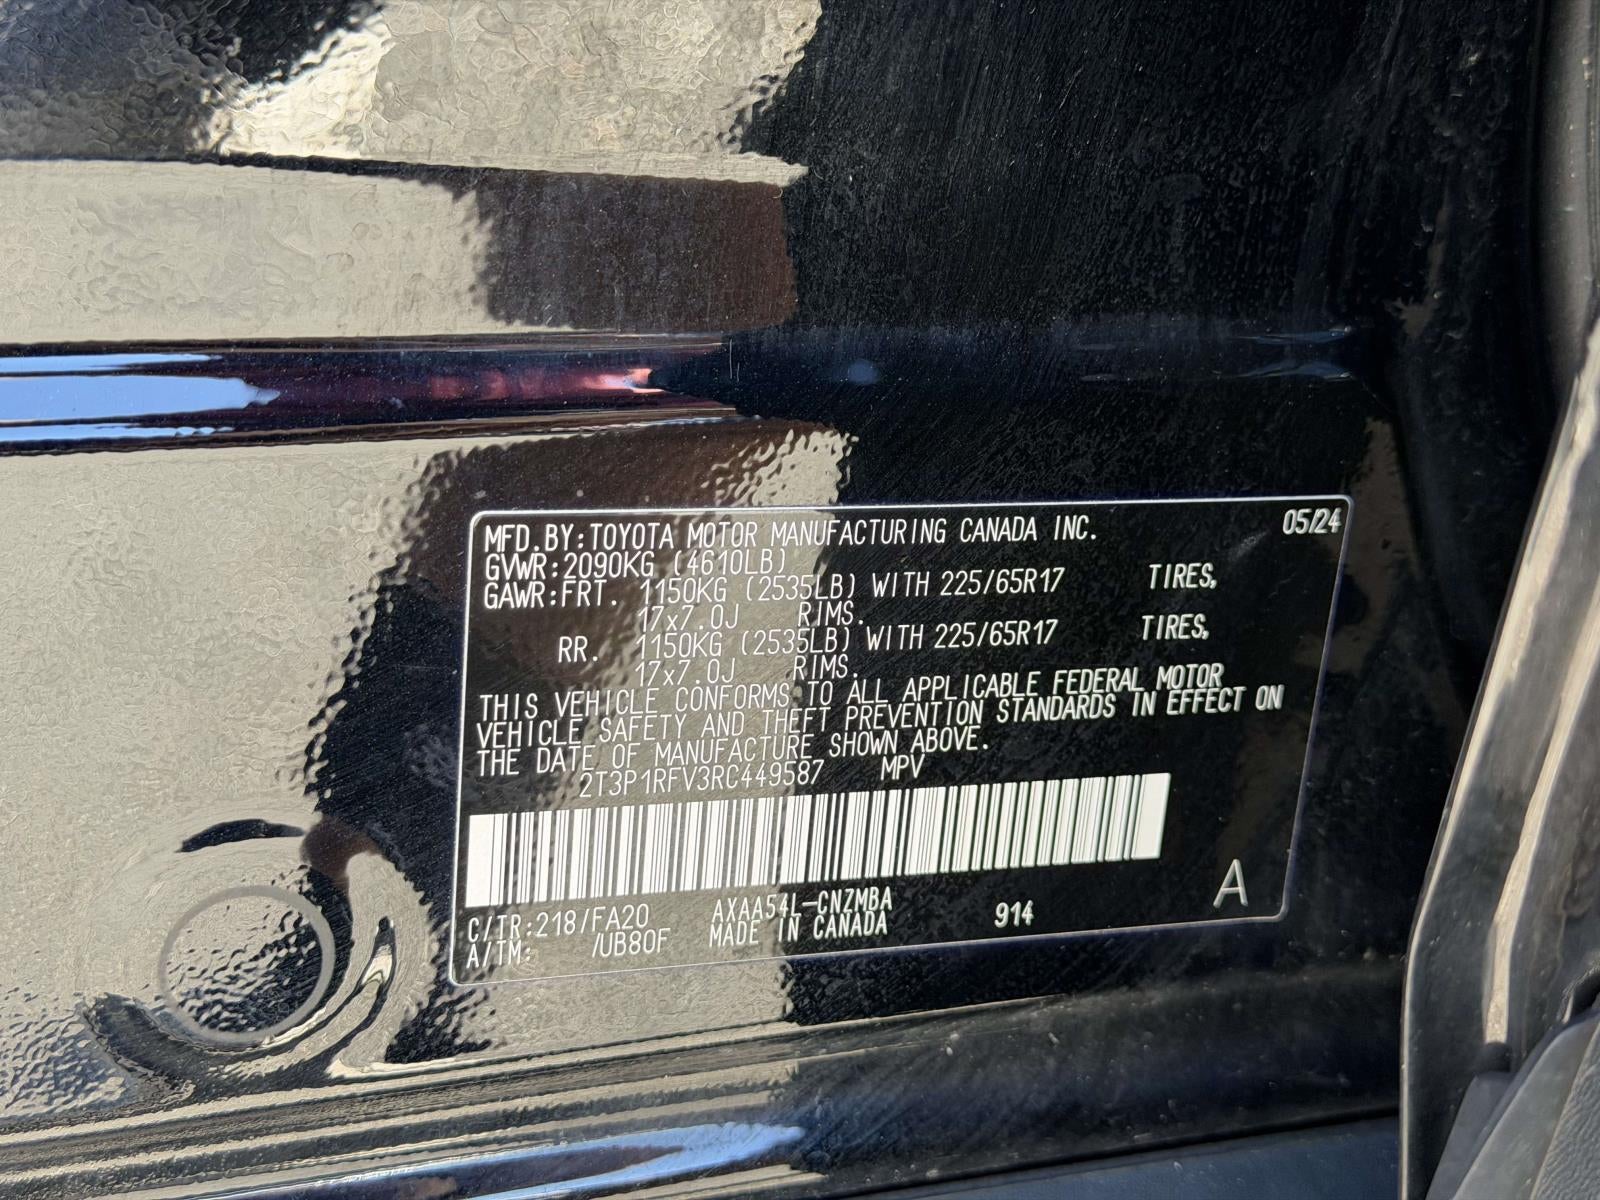 MFD.BY:TOYOTA MOTOR MANUFACTURING CANADA INC. 05/24
GVWR:2090KG (4610LB)
GAWR:FRT. 1150KG (2535LB) WITH 225/65R17 TIRES,
17x7.0J RIMS.
RR. 1150KG (2535LB) WITH 225/65R17 TIRES,
17x7.0J RIMS.
THIS VEHICLE CONFORMS TO ALL APPLICABLE FEDERAL MOTOR
VEHICLE SAFETY AND THEFT PREVENTION STANDARDS IN EFFECT ON
THE DATE OF MANUFACTURE SHOWN ABOVE.
2T3P1RFV3RC449587 MPV
A
C/TR:218/FA20 AXAA54L-CNZMBA 914
A/TM: /UB80F MADE IN CANADA